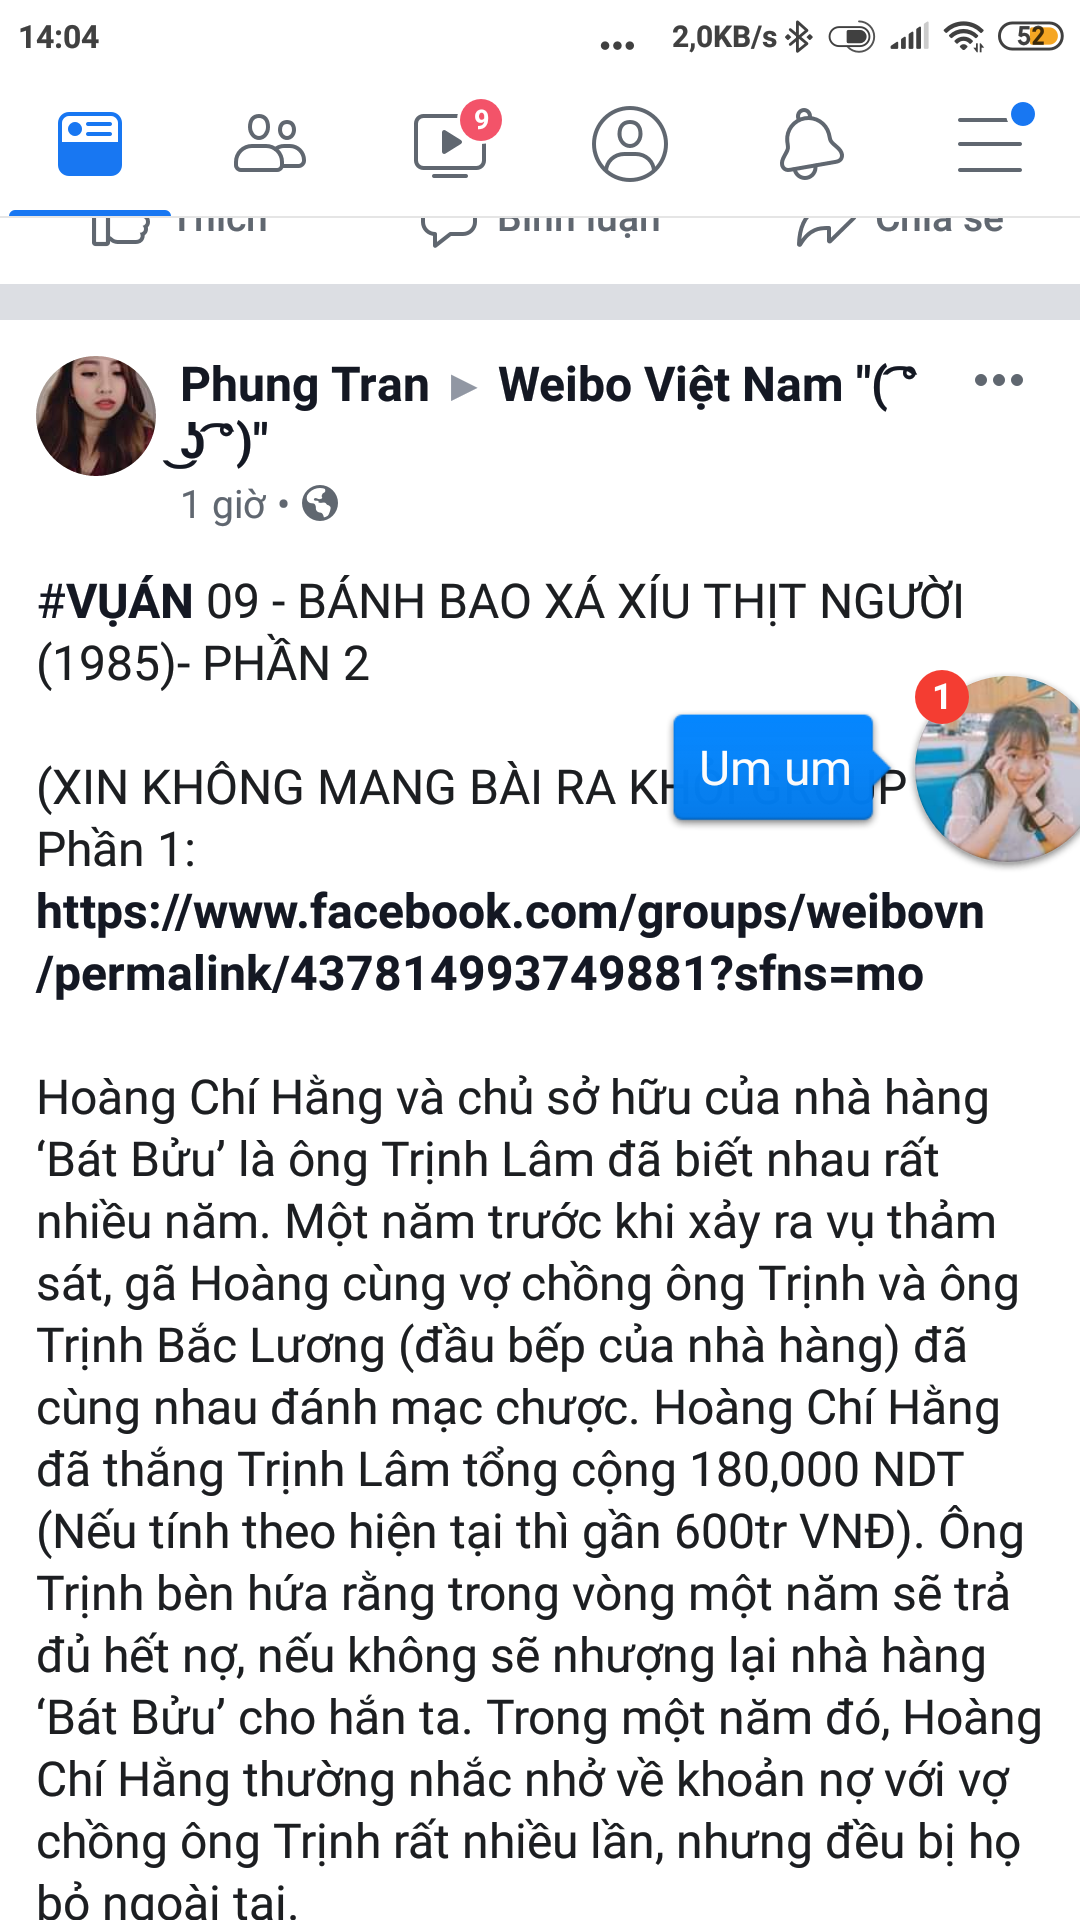 14:04
... 2,0KB/s 52
9
Thích Bình luận Chia sẻ
Phung Tran ▸ Weibo Việt Nam "( ͡°
͜ʖ ͡°)"
1 giờ •
#VỤÁN 09 - BÁNH BAO XÁ XÍU THỊT NGƯỜI
(1985)- PHẦN 2
1
Um um
(XIN KHÔNG MANG BÀI RA KHỎI GROUP
Phần 1:
https://www.facebook.com/groups/weibovn
/permalink/437814993749881?sfns=mo
Hoàng Chí Hằng và chủ sở hữu của nhà hàng
‘Bát Bửu’ là ông Trịnh Lâm đã biết nhau rất
nhiều năm. Một năm trước khi xảy ra vụ thảm
sát, gã Hoàng cùng vợ chồng ông Trịnh và ông
Trịnh Bắc Lương (đầu bếp của nhà hàng) đã
cùng nhau đánh mạc chược. Hoàng Chí Hằng
đã thắng Trịnh Lâm tổng cộng 180,000 NDT
(Nếu tính theo hiện tại thì gần 600tr VNĐ). Ông
Trịnh bèn hứa rằng trong vòng một năm sẽ trả
đủ hết nợ, nếu không sẽ nhượng lại nhà hàng
‘Bát Bửu’ cho hắn ta. Trong một năm đó, Hoàng
Chí Hằng thường nhắc nhở về khoản nợ với vợ
chồng ông Trịnh rất nhiều lần, nhưng đều bị họ
bỏ ngoài tai.